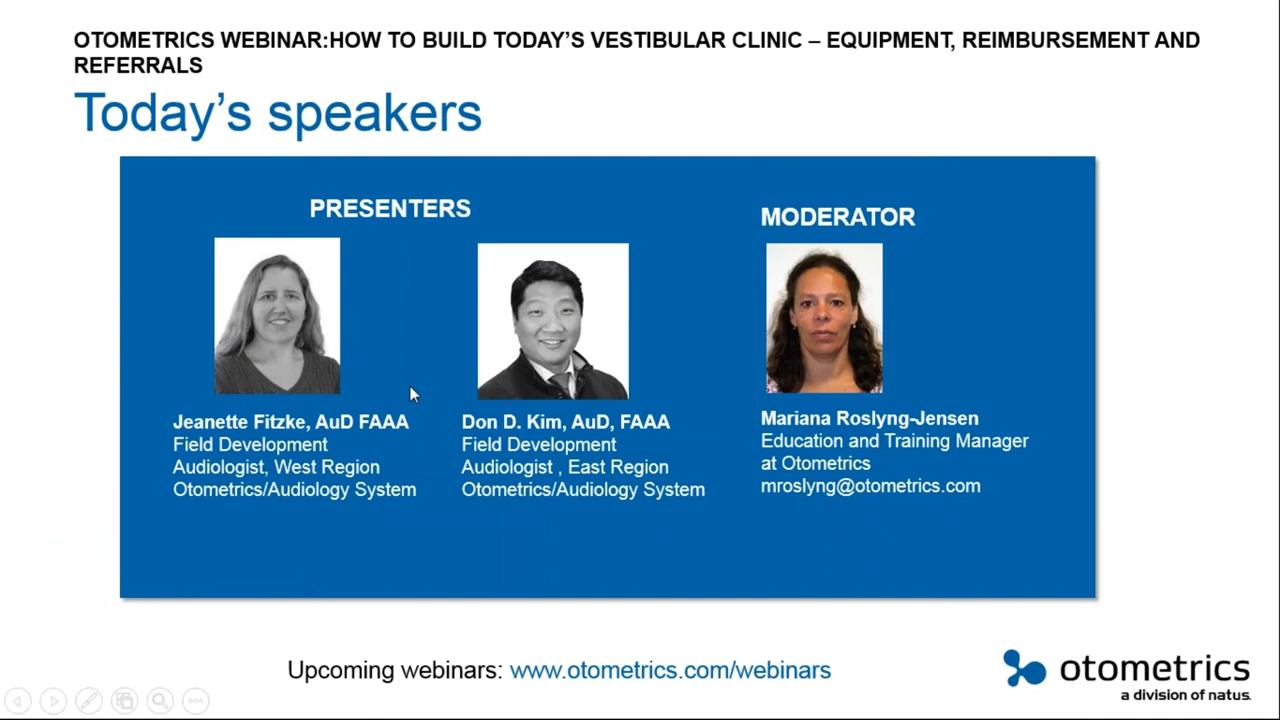 OTOMETRICS WEBINAR:HOW TO BUILD TODAY’S VESTIBULAR CLINIC – EQUIPMENT, REIMBURSEMENT AND
REFERRALS
Today’s speakers
PRESENTERS
Jeanette Fitzke, AuD FAAA
Field Development
Audiologist, West Region
Otometrics/Audiology System
Don D. Kim, AuD, FAAA
Field Development
Audiologist , East Region
Otometrics/Audiology System
MODERATOR
Mariana Roslyng-Jensen
Education and Training Manager
at Otometrics
mroslyng@otometrics.com
Upcoming webinars: www.otometrics.com/webinars
otometrics
a division of natus.